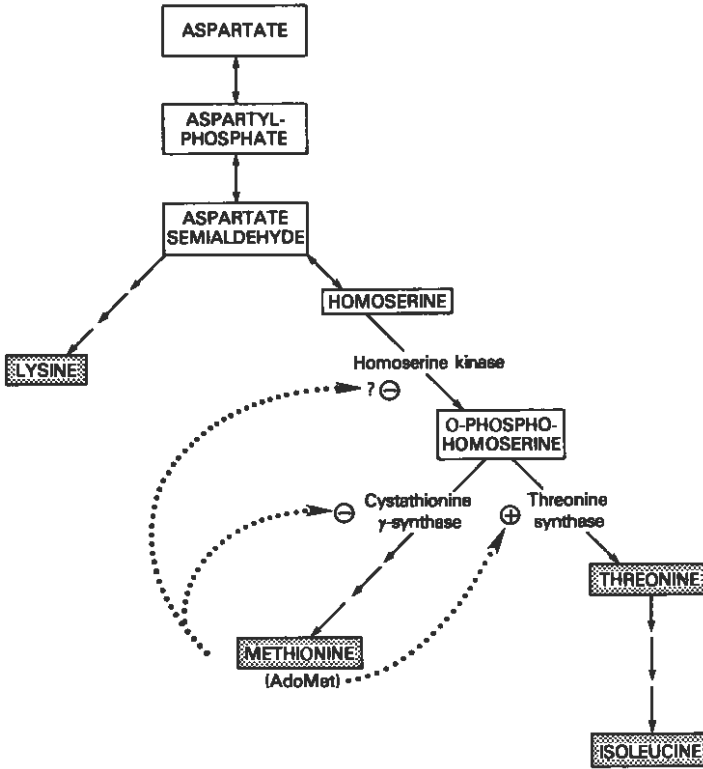 ASPARTATE
ASPARTYL-
PHOSPHATE
ASPARTATE
SEMIALDEHYDE
HOMOSERINE
LYSINE
Homoserine kinase
? ⊖
O-PHOSPHO-
HOMOSERINE
⊖ Cystathionine
γ-synthase
⊕ Threonine
synthase
THREONINE
METHIONINE
(AdoMet)
ISOLEUCINE